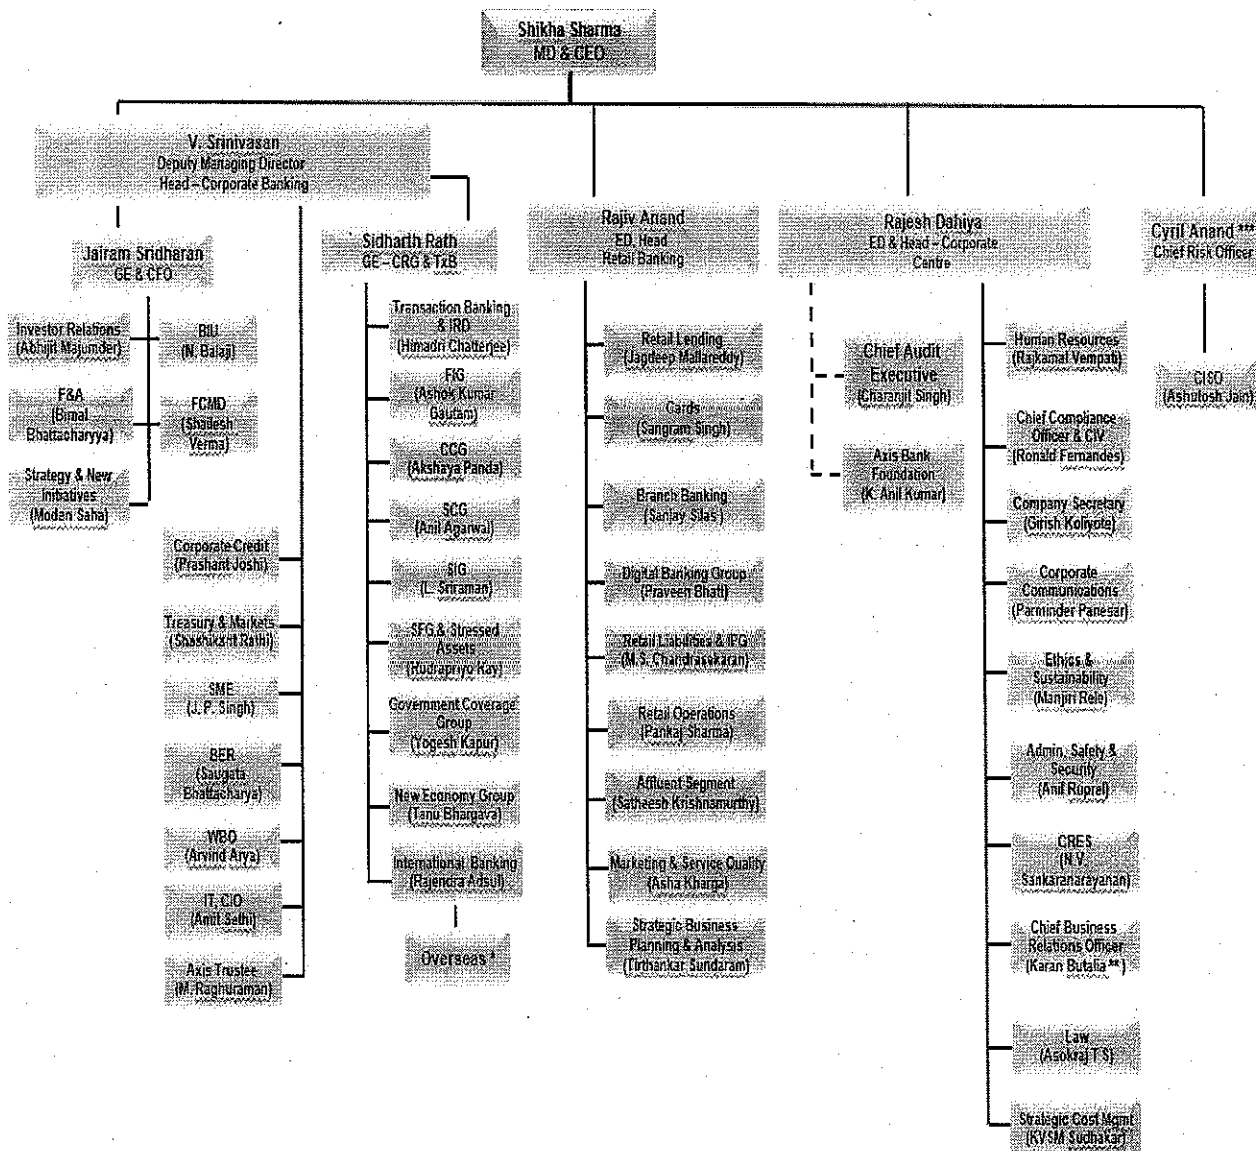 Shikha Sharma
MD & CEO
V. Srinivasan
Deputy Managing Director
Head – Corporate Banking
Jairam Sridharan
GE & CFO
Investor Relations
(Abhijit Majumder)
BIU
(N. Balaji)
F&A
(Bimal
Bhattacharyya)
FCMD
(Shailesh
Verma)
Strategy & New
Initiatives
(Modan Saha)
Corporate Credit
(Prashant Joshi)
Treasury & Markets
(Shashikant Rathi)
SME
(J. P. Singh)
BER
(Saugata
Bhattacharya)
WBO
(Arvind Arya)
IT, CIO
(Amit Sethi)
Axis Trustee
(M. Raghuraman)
Sidharth Rath
GE – CRG & TxB
Transaction Banking
& IRD
(Himadri Chatterjee)
FIG
(Ashok Kumar
Gautam)
CCG
(Akshaya Panda)
SCG
(Anil Agarwal)
SIG
(L. Sriraman)
SFG & Stressed
Assets
(Rudrapriyo Ray)
Government Coverage
Group
(Yogesh Kapur)
New Economy Group
(Tanu Bhargava)
International Banking
(Rajendra Adsul)
Overseas *
Rajiv Anand
ED, Head
Retail Banking
Retail Lending
(Jagdeep Mallareddy)
Cards
(Sangram Singh)
Branch Banking
(Sanjay Silas )
Digital Banking Group
(Praveen Bhatt)
Retail Liabilities & IFG
(M.S. Chandrasekaran)
Retail Operations
(Pankaj Sharma)
Affluent Segment
(Satheesh Krishnamurthy)
Marketing & Service Quality
(Asha Kharga)
Strategic Business
Planning & Analysis
(Tirthankar Sundaram)
Rajesh Dahiya
ED & Head – Corporate
Centre
Chief Audit
Executive
(Charanjit Singh)
Axis Bank
Foundation
(K. Anil Kumar)
Human Resources
(Rajkamal Vempati)
Chief Compliance
Officer & CIV
(Ronald Fernandes)
Company Secretary
(Girish Koliyote)
Corporate
Communications
(Parminder Panesar)
Ethics &
Sustainability
(Manjiri Rele)
Admin, Safety &
Security
(Anil Ruprel)
CRES
(N.V.
Sankaranarayanan)
Chief Business
Relations Officer
(Karan Butalia **)
Law
(Asokraj T S)
Strategic Cost Mgmt
(KVSM Sudhakar)
Cyril Anand ***
Chief Risk Officer
CISO
(Ashutosh Jain)